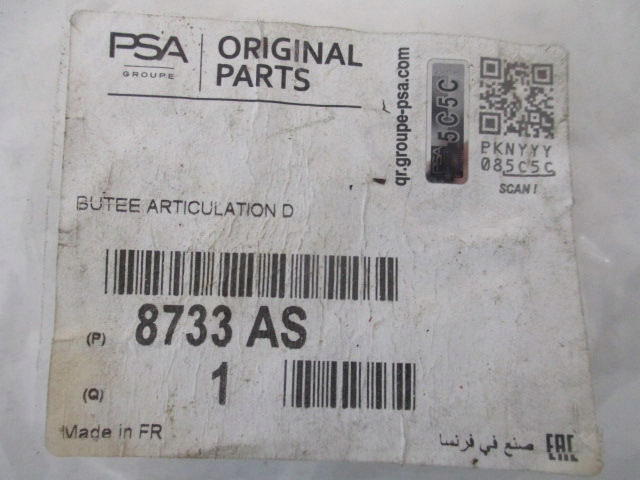 PSA
GROUPE
ORIGINAL
PARTS
qr.groupe-psa.com
PSA 5C5C
PKNYYY
085C5C
SCAN !
BUTEE ARTICULATION D
(P) 8733 AS
(Q) 1
Made in FR
صنع في فرنسا
EAC